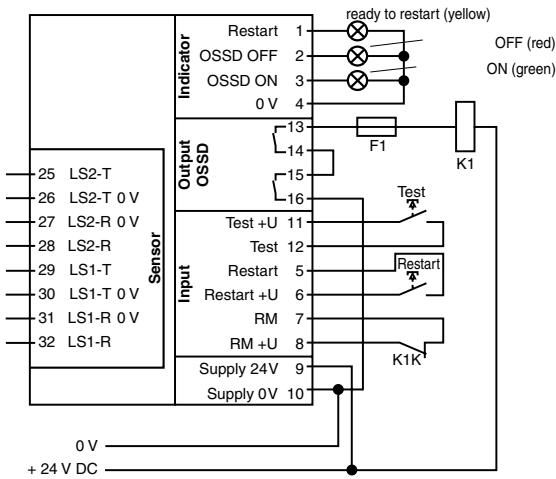 ready to restart (yellow)
Indicator
Restart 1
OSSD OFF 2
OFF (red)
OSSD ON 3
ON (green)
0 V 4
Output
OSSD
13
14
15
16
F1
K1
Sensor
25 LS2-T
26 LS2-T 0 V
27 LS2-R 0 V
28 LS2-R
29 LS1-T
30 LS1-T 0 V
31 LS1-R 0 V
32 LS1-R
Input
Test +U 11
Test
Test 12
Restart 5
Restart
Restart +U 6
RM 7
RM +U 8
K1K
Supply 24V 9
Supply 0V 10
0 V
+ 24 V DC